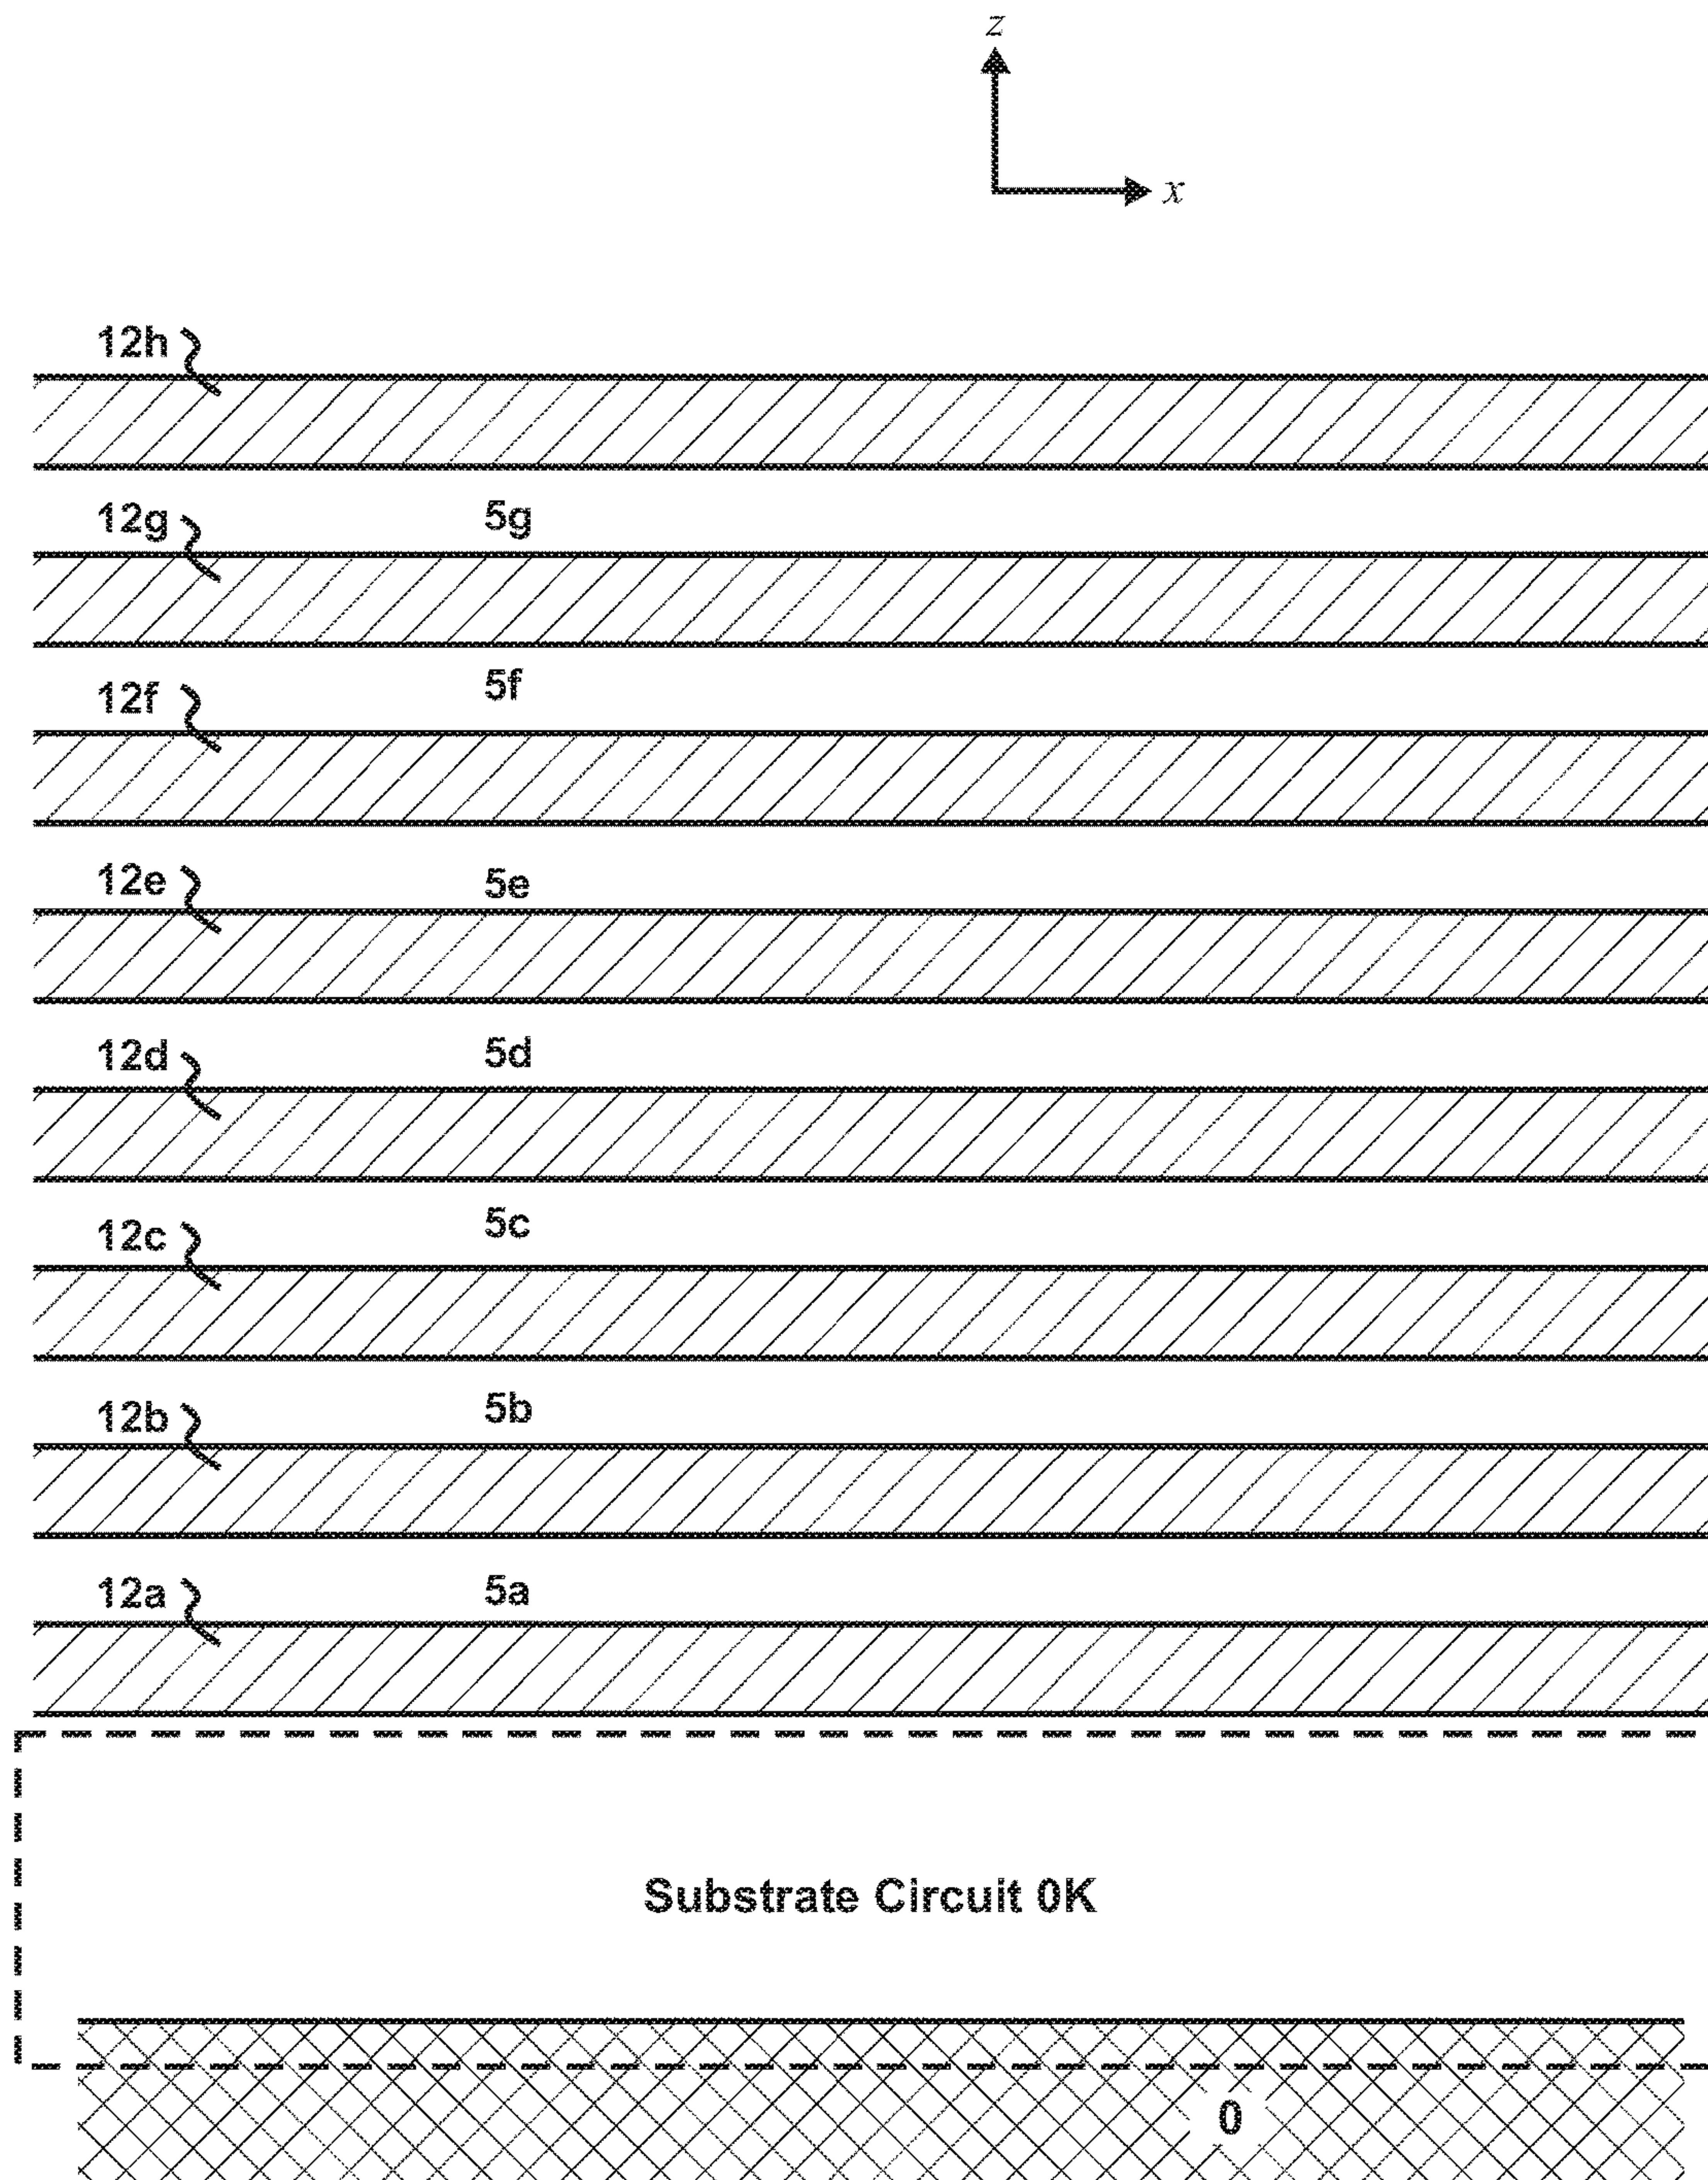 z
x
12h
12g 5g
12f 5f
12e 5e
12d 5d
12c 5c
12b 5b
12a 5a
Substrate Circuit 0K
0